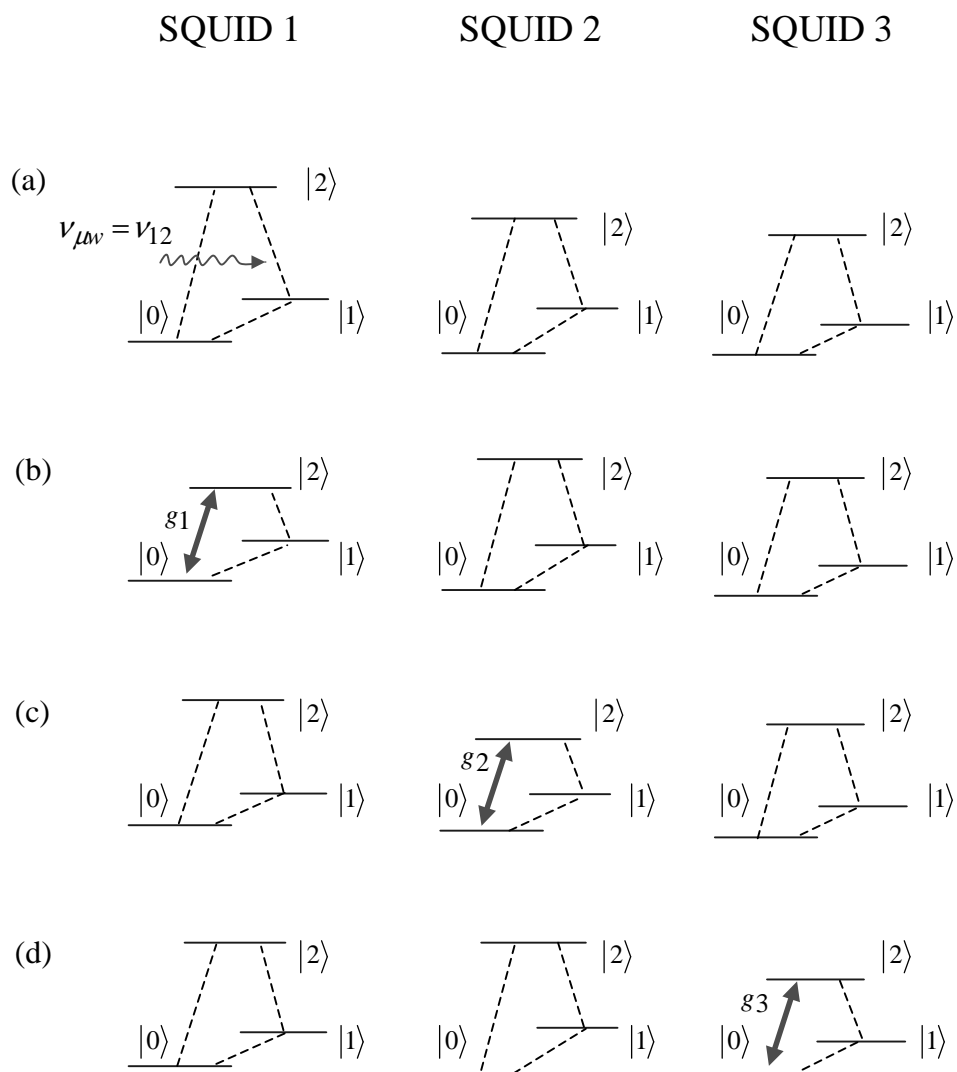 SQUID 1 SQUID 2 SQUID 3
(a) |2⟩ |2⟩ |2⟩
ν_μw = ν_12
|0⟩ |1⟩ |0⟩ |1⟩ |0⟩ |1⟩
(b) |2⟩ |2⟩ |2⟩
g1
|0⟩ |1⟩ |0⟩ |1⟩ |0⟩ |1⟩
(c) |2⟩ |2⟩ |2⟩
g2
|0⟩ |1⟩ |0⟩ |1⟩ |0⟩ |1⟩
(d) |2⟩ |2⟩ |2⟩
g3
|0⟩ |1⟩ |0⟩ |1⟩ |0⟩ |1⟩